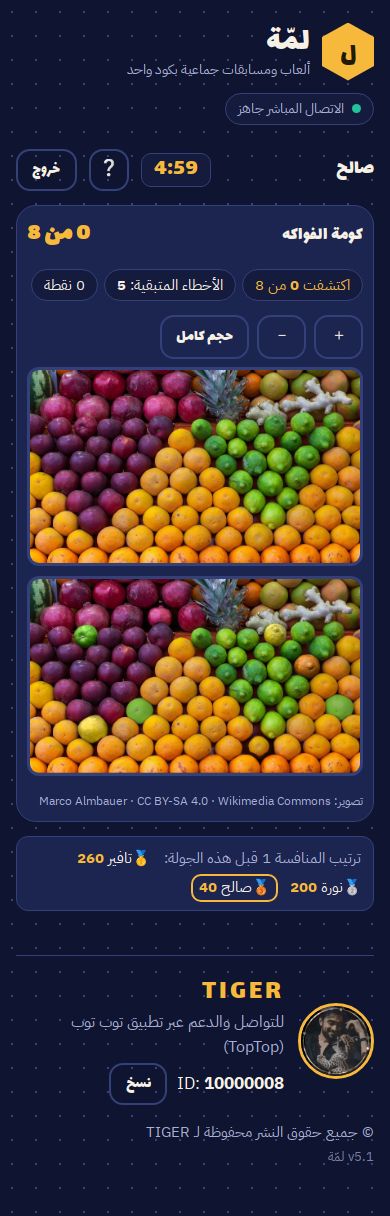 ل
لمّة
ألعاب ومسابقات جماعية بكود واحد
الاتصال المباشر جاهز
صالح
4:59
?
خروج
كومة الفواكه
0 من 8
اكتشفت 0 من 8
الأخطاء المتبقية: 5
0 نقطة
+
−
حجم كامل
تصوير: Marco Almbauer · CC BY-SA 4.0 · Wikimedia Commons
ترتيب المنافسة 1 قبل هذه الجولة: 🥇 تافير 260
🥈 نورة 200 🥉 صالح 40
TIGER
للتواصل والدعم عبر تطبيق توب توب
(TopTop)
ID: 10000008
نسخ
© جميع حقوق النشر محفوظة لـ TIGER
لمّة v5.1